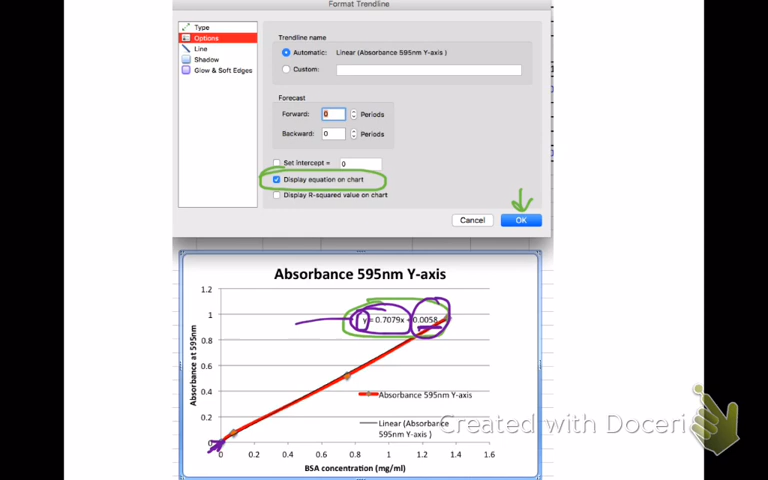 Format Trendline
Type
Options
Line
Shadow
Glow & Soft Edges
Trendline name
Automatic: Linear (Absorbance 595nm Y-axis )
Custom:
Forecast
Forward: 0 Periods
Backward: 0 Periods
Set intercept = 0
Display equation on chart
Display R-squared value on chart
Cancel OK
Absorbance 595nm Y-axis
Absorbance at 595nm
1.2
1
0.8
0.6
0.4
0.2
0
y = 0.7079x + 0.0058
Absorbance 595nm Y-axis
Linear (Absorbance
595nm Y-axis )
0 0.2 0.4 0.6 0.8 1 1.2 1.4 1.6
BSA concentration (mg/ml)
Created with Doceri